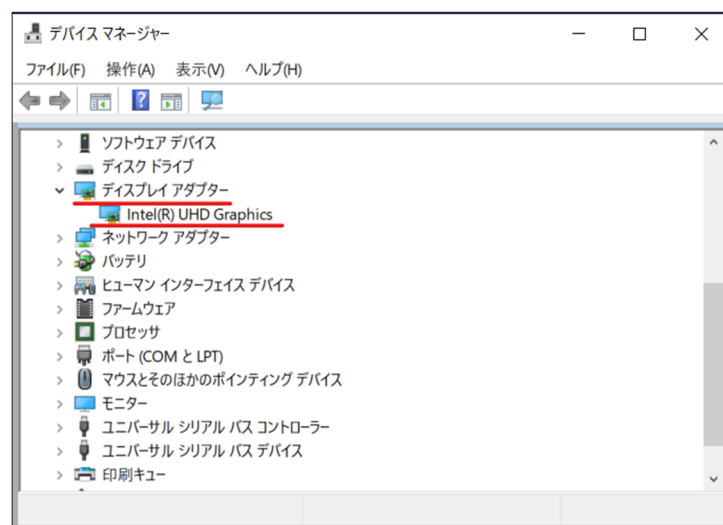 デバイス マネージャー
ファイル(F) 操作(A) 表示(V) ヘルプ(H)
ソフトウェア デバイス
ディスク ドライブ
ディスプレイ アダプター
Intel(R) UHD Graphics
ネットワーク アダプター
バッテリ
ヒューマン インターフェイス デバイス
ファームウェア
プロセッサ
ポート (COM と LPT)
マウスとそのほかのポインティング デバイス
モニター
ユニバーサル シリアル バス コントローラー
ユニバーサル シリアル バス デバイス
印刷キュー